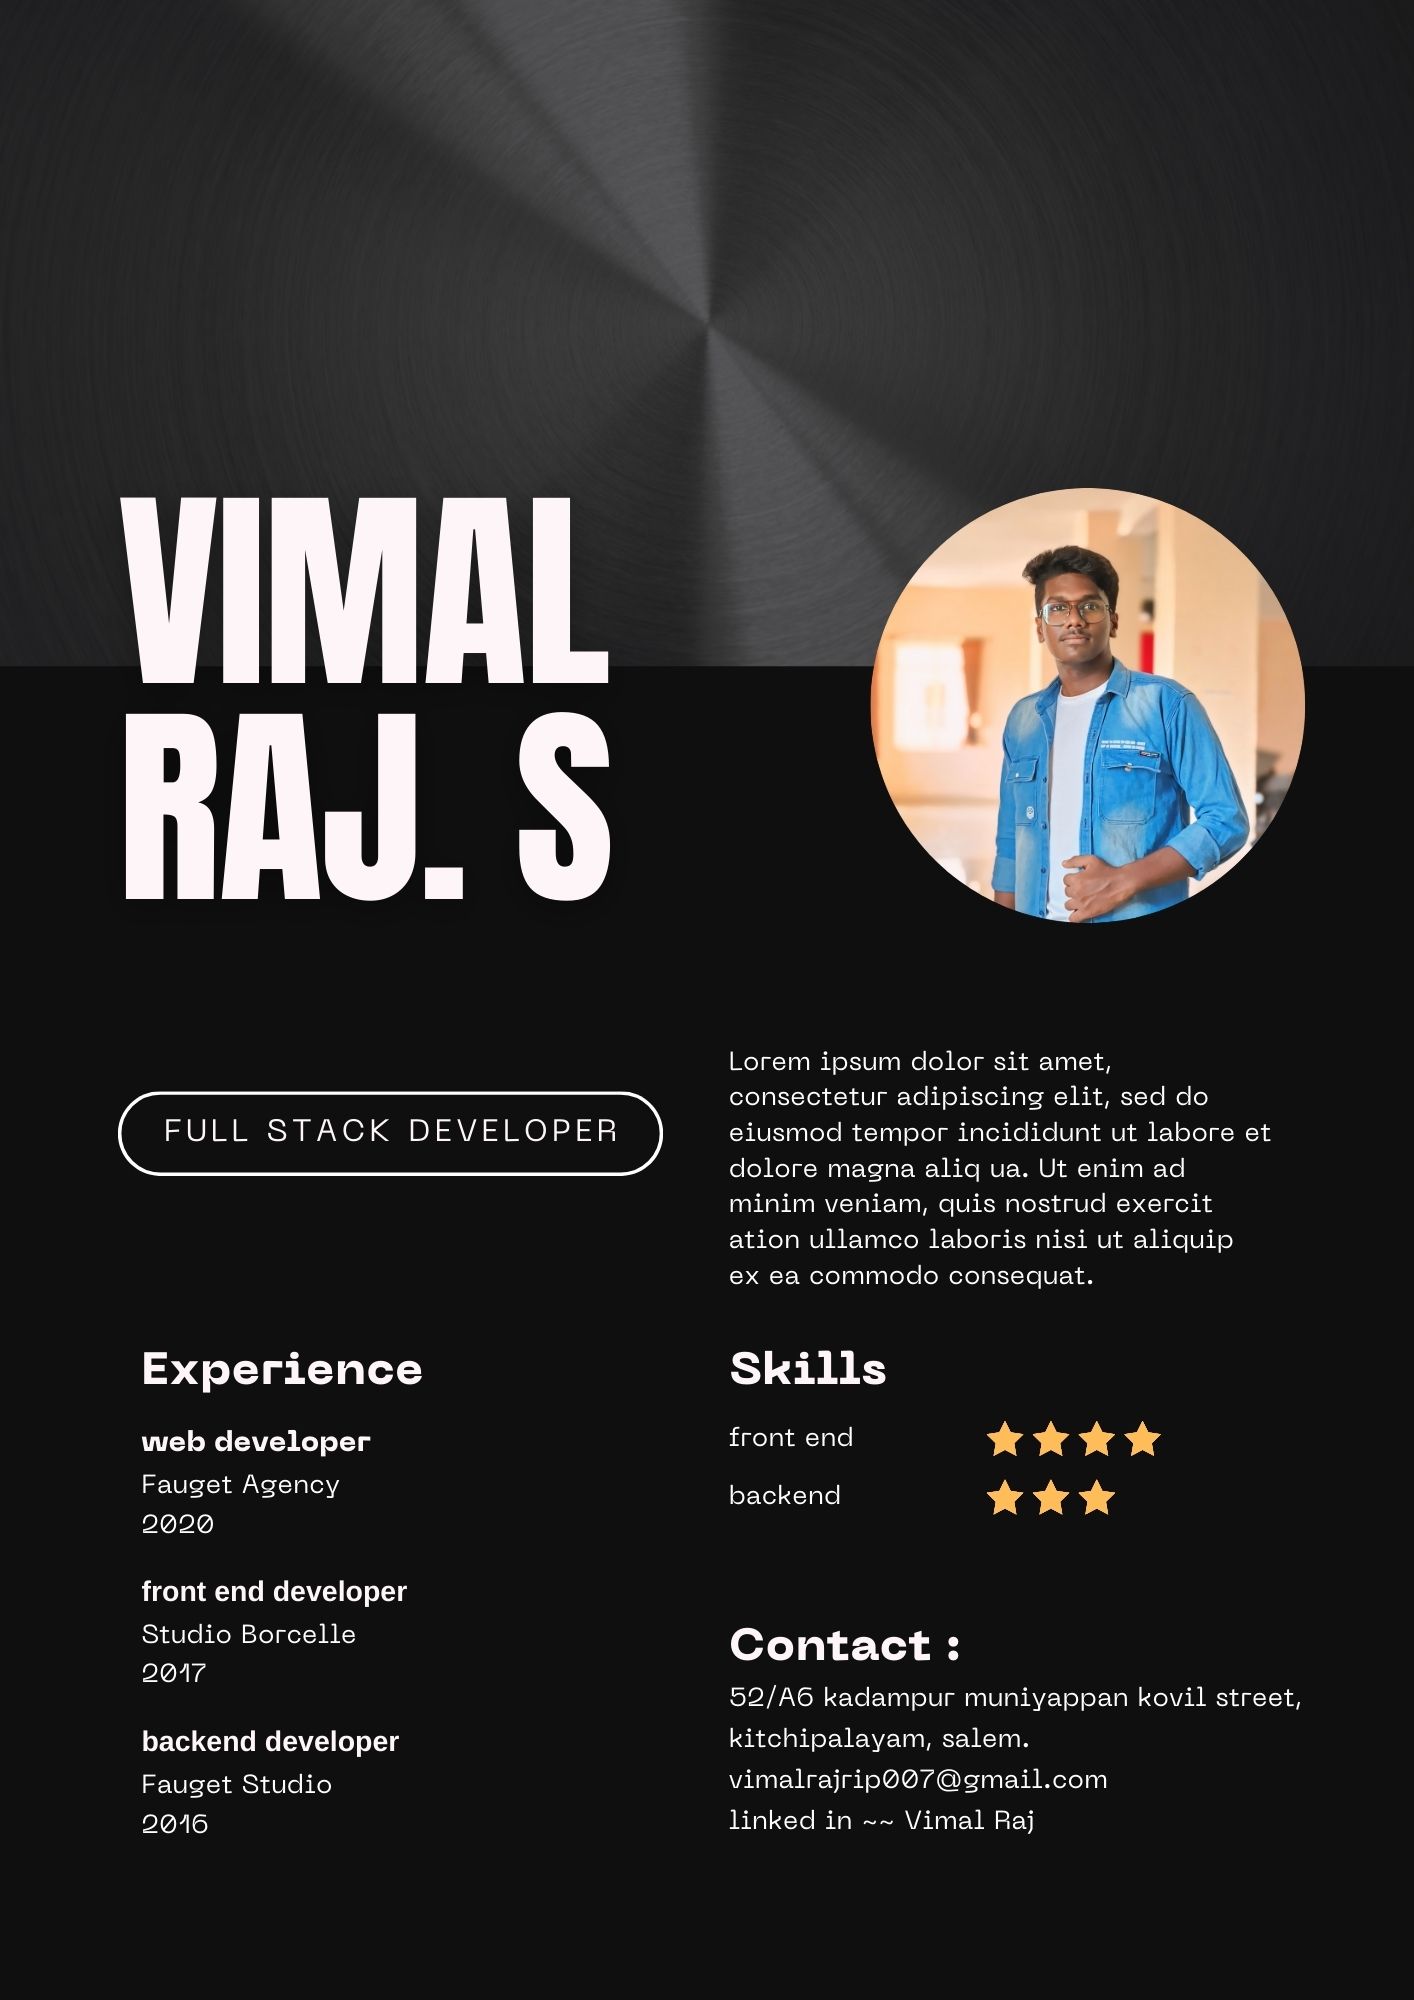 VIMAL
RAJ. S
FULL STACK DEVELOPER
Lorem ipsum dolor sit amet,
consectetur adipiscing elit, sed do
eiusmod tempor incididunt ut labore et
dolore magna aliq ua. Ut enim ad
minim veniam, quis nostrud exercit
ation ullamco laboris nisi ut aliquip
ex ea commodo consequat.
Experience
web developer
Fauget Agency
2020
front end developer
Studio Borcelle
2017
backend developer
Fauget Studio
2016
Skills
front end
backend
Contact :
52/A6 kadampur muniyappan kovil street,
kitchipalayam, salem.
vimalrajrip007@gmail.com
linked in ~~ Vimal Raj